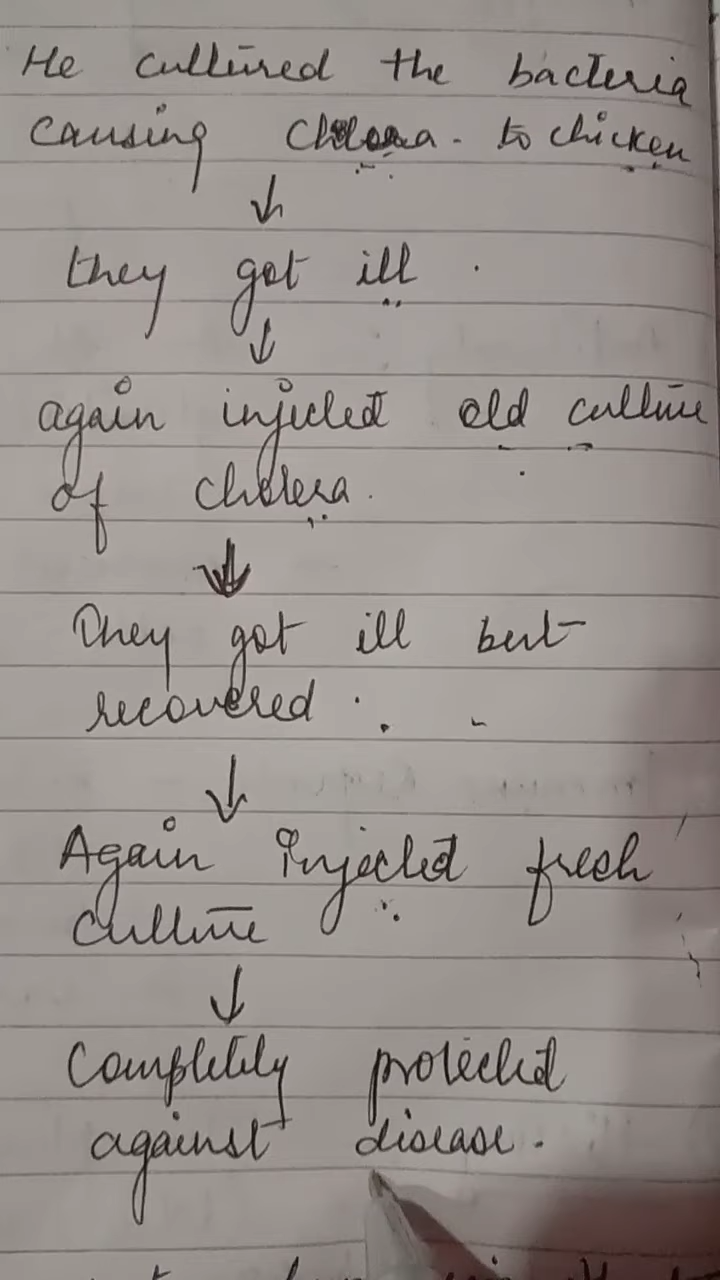 He cultured the bacteria
causing Cholera. to chicken
↓
they got ill.
↓
again injected old culture
of cholera.
↓
They got ill but
recovered.
↓
Again injected fresh
culture
↓
Completely protected
against disease.